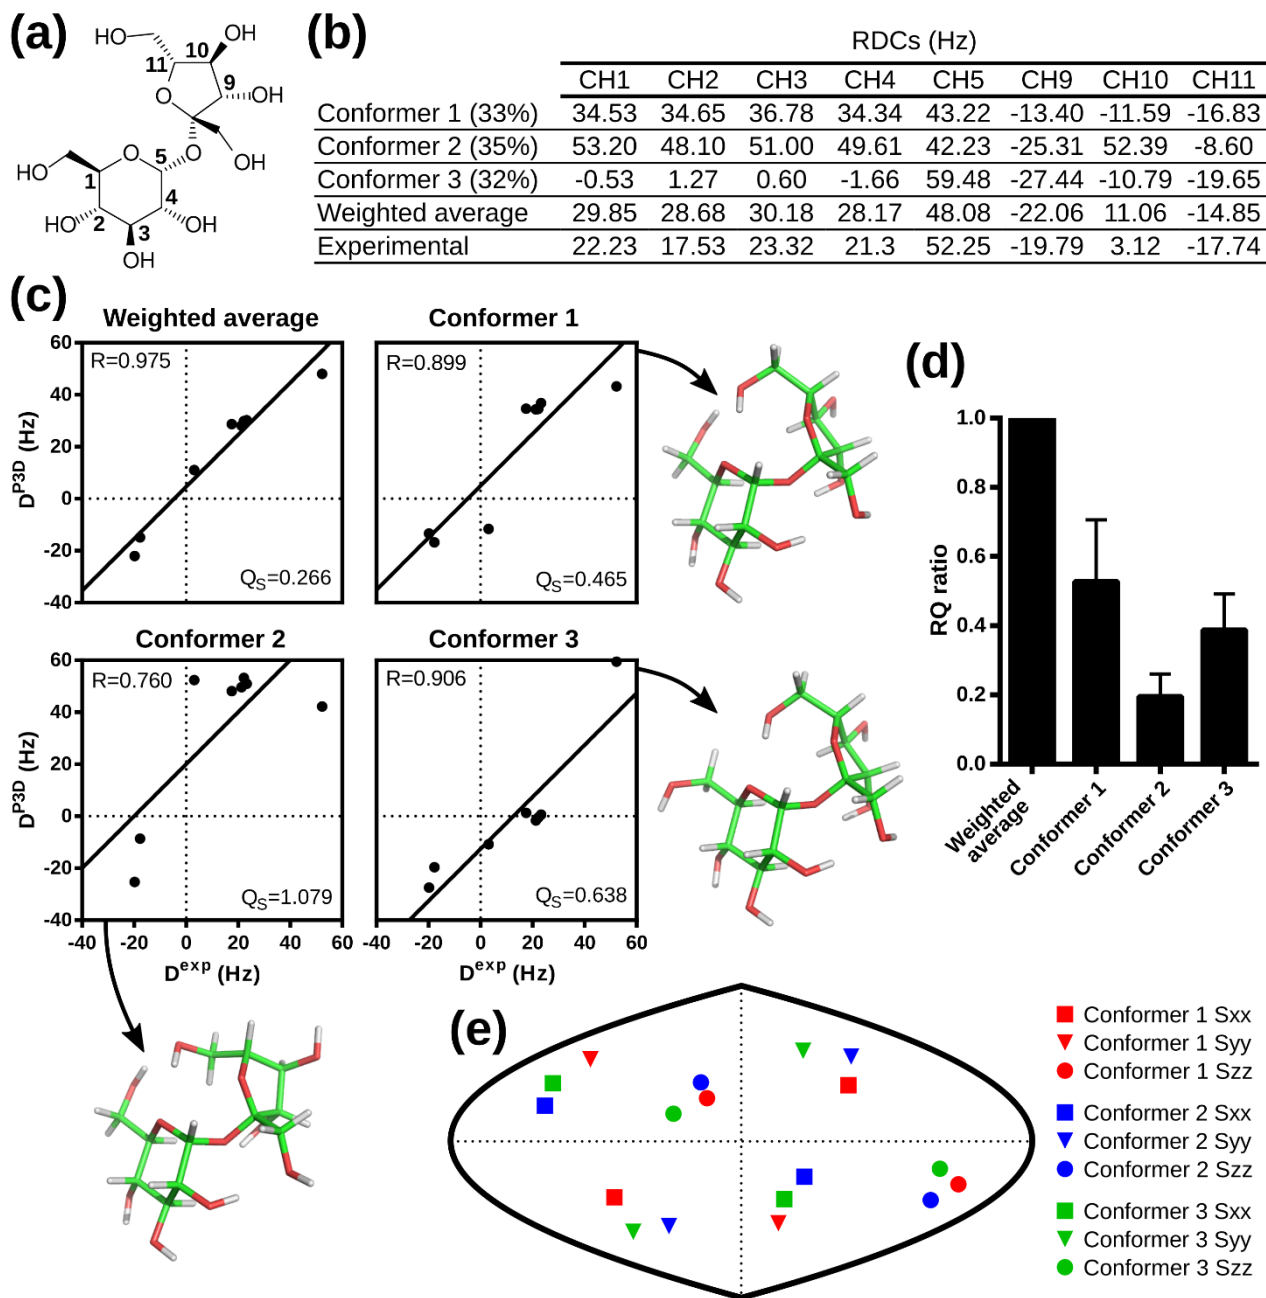 (a)
HO
OH
10
11
9
O
OH
O
5
O
OH
HO
1
4
HO
2
3
OH
OH
(b)
RDCs (Hz)
CH1 CH2 CH3 CH4 CH5 CH9 CH10 CH11
Conformer 1 (33%) 34.53 34.65 36.78 34.34 43.22 -13.40 -11.59 -16.83
Conformer 2 (35%) 53.20 48.10 51.00 49.61 42.23 -25.31 52.39 -8.60
Conformer 3 (32%) -0.53 1.27 0.60 -1.66 59.48 -27.44 -10.79 -19.65
Weighted average 29.85 28.68 30.18 28.17 48.08 -22.06 11.06 -14.85
Experimental 22.23 17.53 23.32 21.3 52.25 -19.79 3.12 -17.74
(c)
Weighted average
R=0.975
QS=0.266
60
40
20
0
-20
-40
DP3D (Hz)
Conformer 1
R=0.899
QS=0.465
Conformer 2
R=0.760
QS=1.079
60
40
20
0
-20
-40
DP3D (Hz)
-40 -20 0 20 40 60
Dexp (Hz)
Conformer 3
R=0.906
QS=0.638
-40 -20 0 20 40 60
Dexp (Hz)
(d)
RQ ratio
1.0
0.8
0.6
0.4
0.2
0.0
Weighted
average
Conformer 1
Conformer 2
Conformer 3
(e)
Conformer 1 Sxx
Conformer 1 Syy
Conformer 1 Szz
Conformer 2 Sxx
Conformer 2 Syy
Conformer 2 Szz
Conformer 3 Sxx
Conformer 3 Syy
Conformer 3 Szz